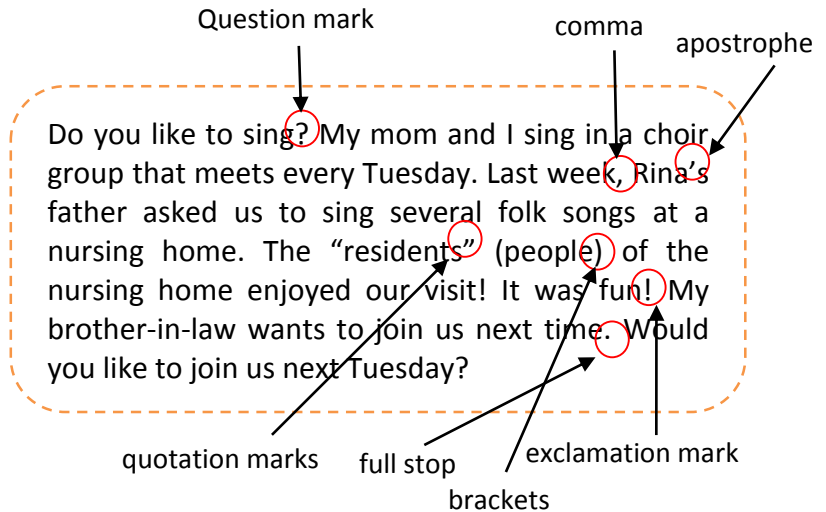 Question mark
comma
apostrophe
Do you like to sing? My mom and I sing in a choir
group that meets every Tuesday. Last week, Rina’s
father asked us to sing several folk songs at a
nursing home. The “residents” (people) of the
nursing home enjoyed our visit! It was fun! My
brother-in-law wants to join us next time. Would
you like to join us next Tuesday?
quotation marks
full stop
exclamation mark
brackets